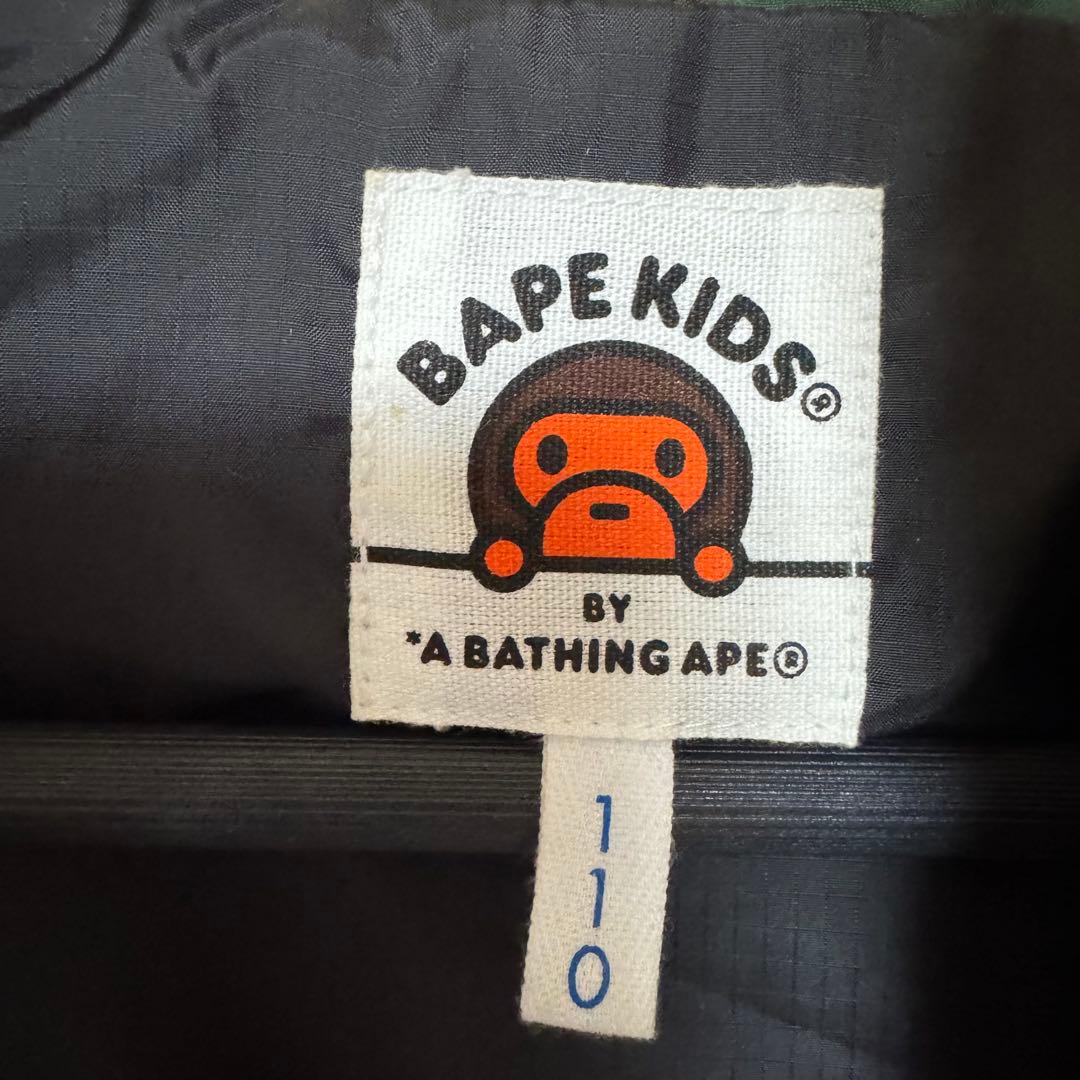 BAPE KIDS®
BY
*A BATHING APE®
110